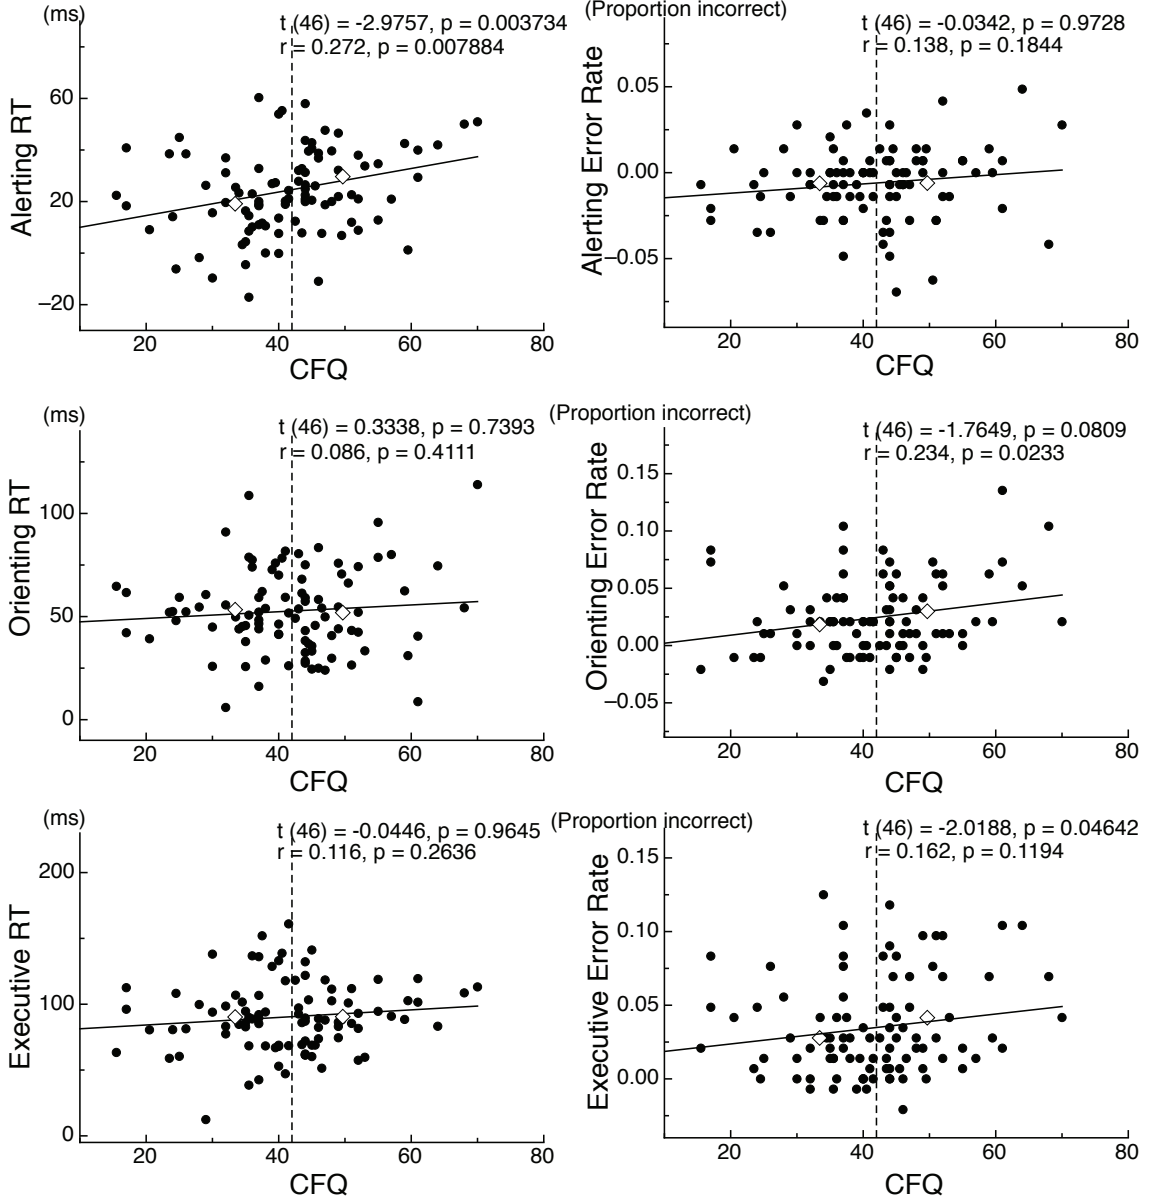 t (46) = -2.9757, p = 0.003734
r = 0.272, p = 0.007884
60
20
–20
Alerting RT
20
40
60
80
CFQ
(Proportion incorrect)
t (46) = -0.0342, p = 0.9728
r = 0.138, p = 0.1844
0.05
0.00
–0.05
Alerting Error Rate
20
40
60
80
CFQ
(ms)
t (46) = 0.3338, p = 0.7393
r = 0.086, p = 0.4111
100
50
0
Orienting RT
20
40
60
80
CFQ
(Proportion incorrect)
t (46) = -1.7649, p = 0.0809
r = 0.234, p = 0.0233
0.15
0.10
0.05
0.00
–0.05
Orienting Error Rate
20
40
60
80
CFQ
(ms)
t (46) = -0.0446, p = 0.9645
r = 0.116, p = 0.2636
200
100
0
Executive RT
20
40
60
80
CFQ
(Proportion incorrect)
t (46) = -2.0188, p = 0.04642
r = 0.162, p = 0.1194
0.15
0.10
0.05
0.00
Executive Error Rate
20
40
60
80
CFQ
(ms)